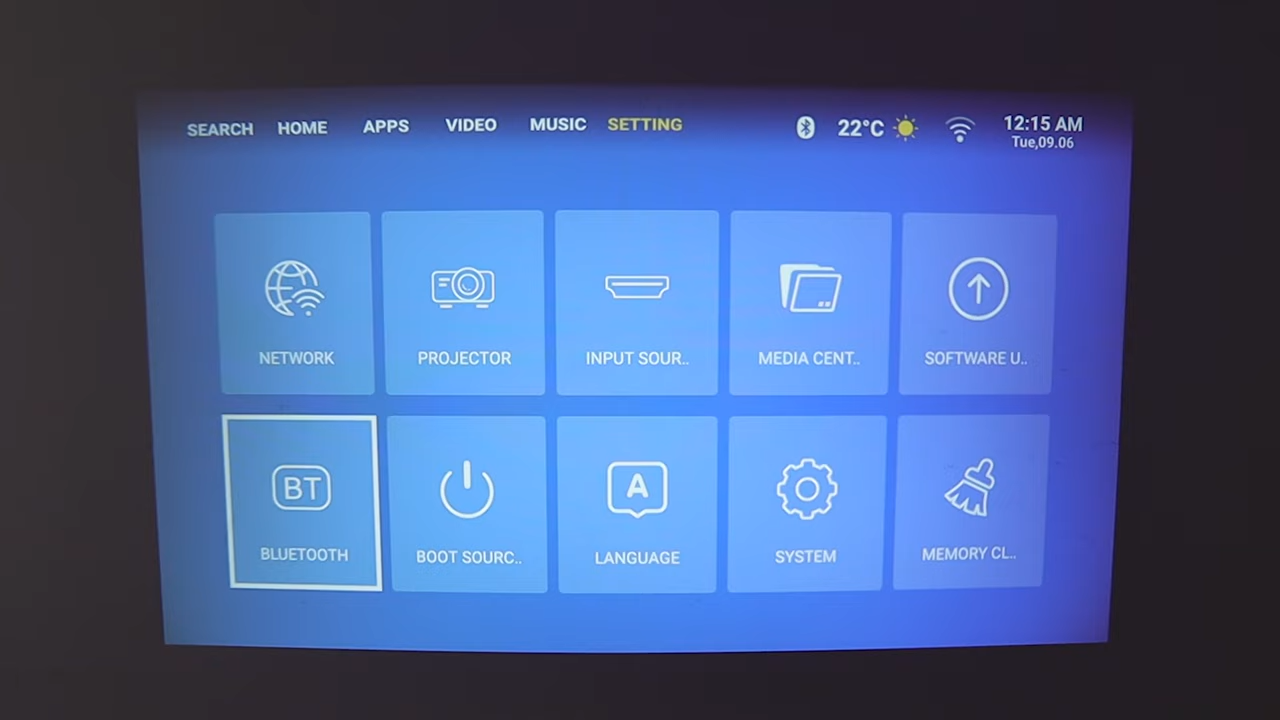 SEARCH HOME APPS VIDEO MUSIC SETTING 22°C 12:15 AM
Tue,09.06
NETWORK PROJECTOR INPUT SOUR.. MEDIA CENT.. SOFTWARE U..
BT A
BLUETOOTH BOOT SOURC.. LANGUAGE SYSTEM MEMORY CL..